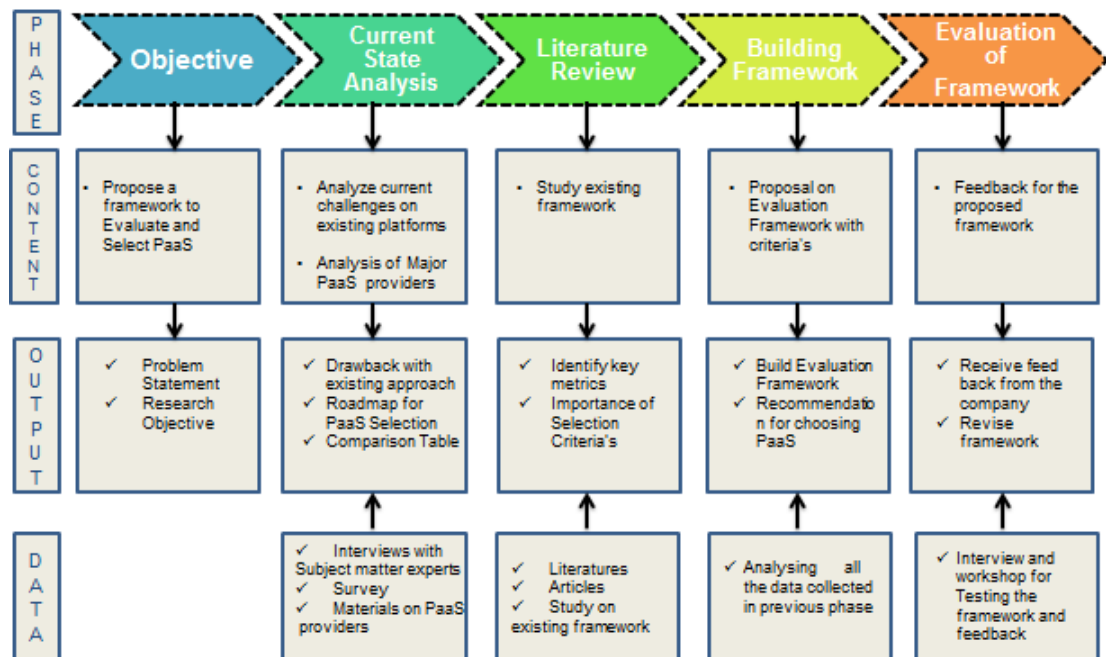 PHASE
Objective
Current
State
Analysis
Literature
Review
Building
Framework
Evaluation
of
Framework
CONTENT
▪ Propose a
framework to
Evaluate and
Select PaaS
▪ Analyze current
challenges on
existing platforms
▪ Analysis of Major
PaaS providers
▪ Study existing
framework
▪ Proposal on
Evaluation
Framework with
criteria's
▪ Feedback for the
proposed
framework
OUTPUT
✓ Problem
Statement
✓ Research
Objective
✓ Drawback with
existing approach
✓ Roadmap for
PaaS Selection
✓ Comparison Table
✓ Identify key
metrics
✓ Importance of
Selection
Criteria's
✓ Build Evaluation
Framework
✓ Recommendatio
n for choosing
PaaS
✓ Receive feed
back from the
company
✓ Revise
framework
DATA
✓ Interviews with
Subject matter experts
✓ Survey
✓ Materials on PaaS
providers
✓ Literatures
✓ Articles
✓ Study on
existing framework
✓ Analysing all
the data collected
in previous phase
✓ Interview and
workshop for
Testing the
framework and
feedback